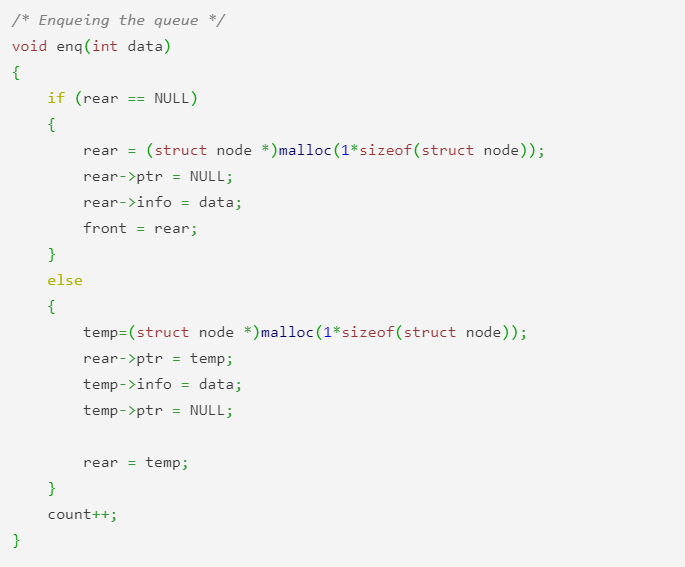 /* Enqueing the queue */
void enq(int data)
{
    if (rear == NULL)
    {
        rear = (struct node *)malloc(1*sizeof(struct node));
        rear->ptr = NULL;
        rear->info = data;
        front = rear;
    }
    else
    {
        temp=(struct node *)malloc(1*sizeof(struct node));
        rear->ptr = temp;
        temp->info = data;
        temp->ptr = NULL;

        rear = temp;
    }
    count++;
}